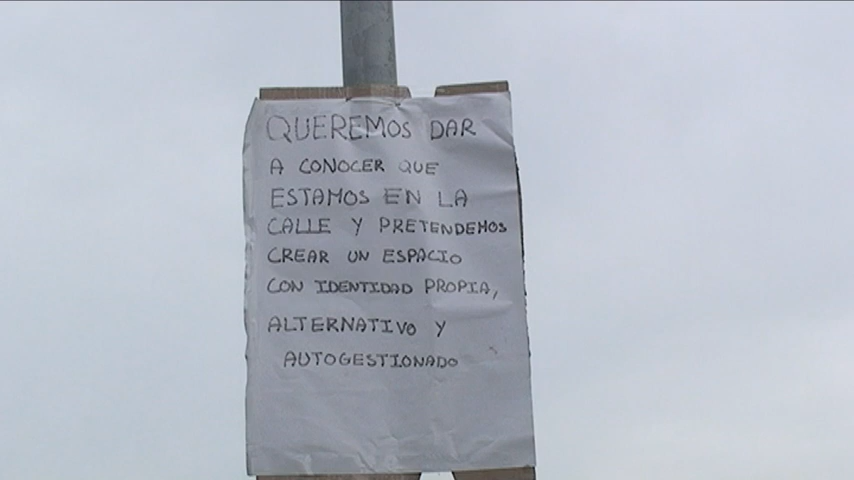 QUEREMOS DAR
A CONOCER QUE
ESTAMOS EN LA
CALLE Y PRETENDEMOS
CREAR UN ESPACIO
CON IDENTIDAD PROPIA,
ALTERNATIVO Y
AUTOGESTIONADO